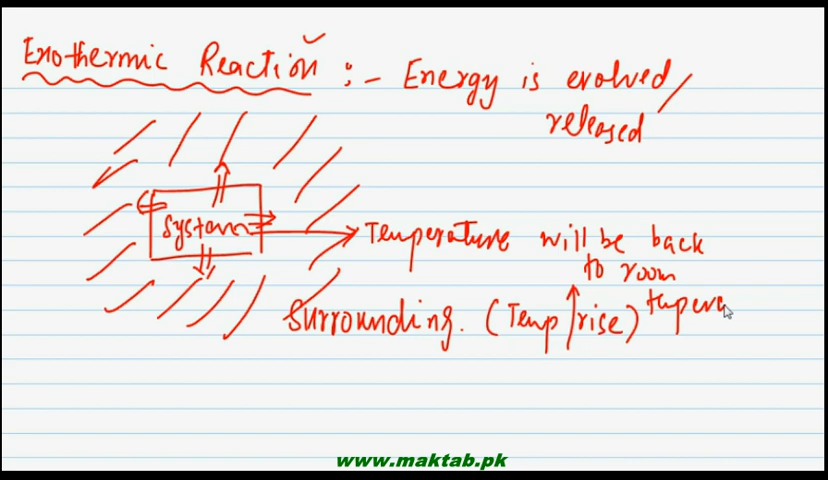 Exothermic Reaction :- Energy is evolved/
released
System
Temperature will be back
to room
Surrounding. (Temp ↑ rise) tempera
www.maktab.pk